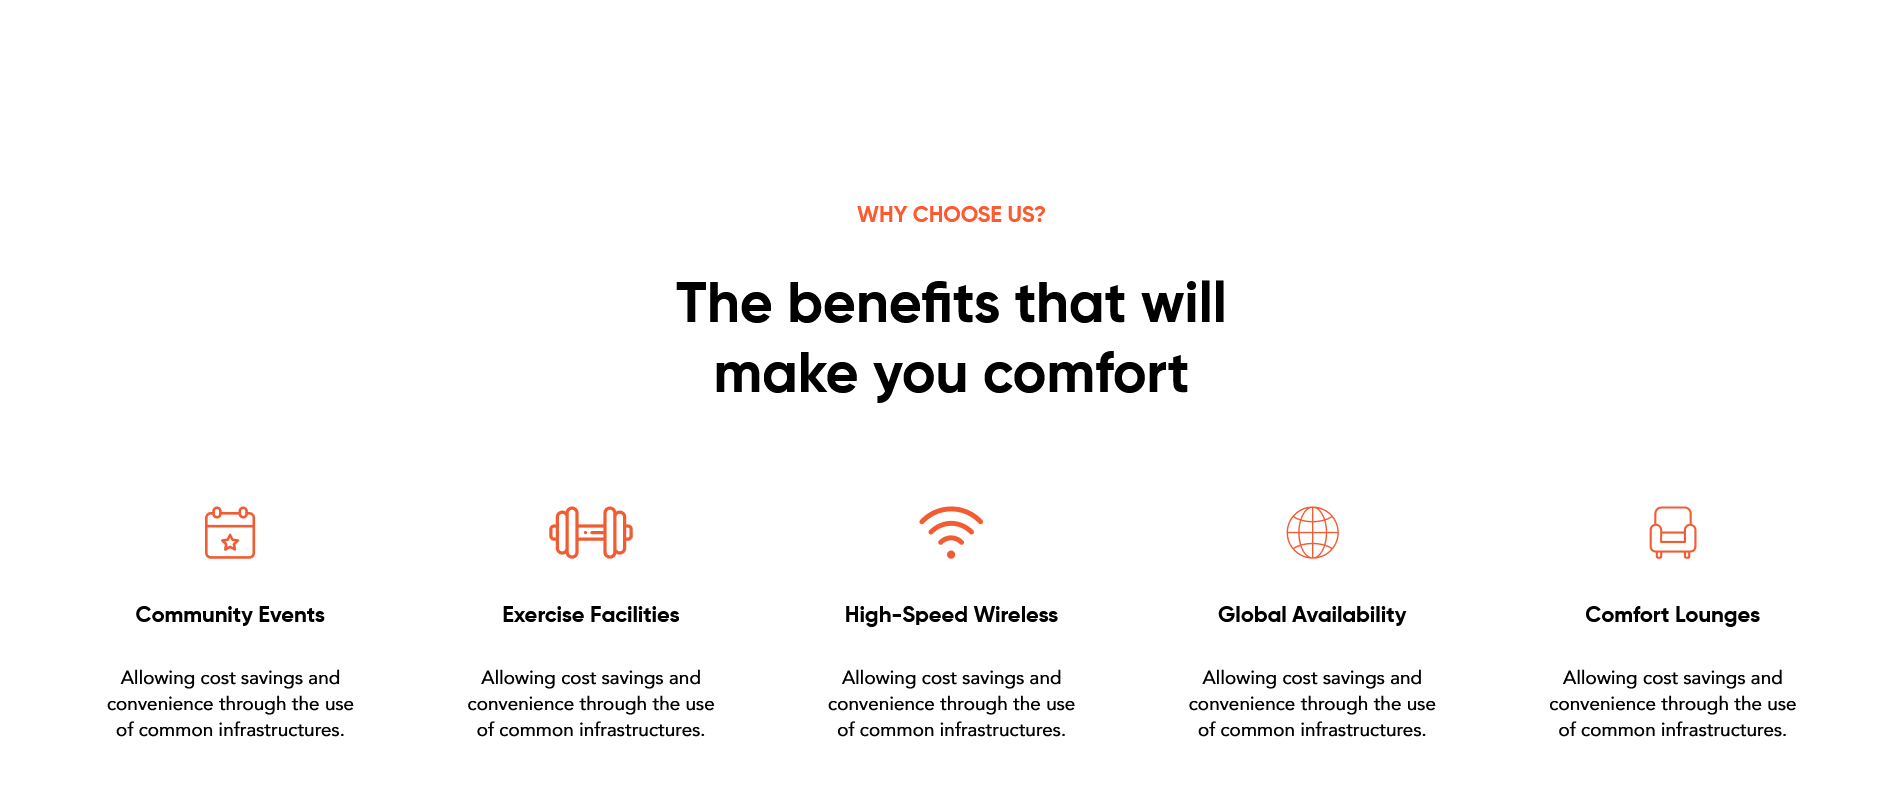 WHY CHOOSE US?
The benefits that will
make you comfort
Community Events
Allowing cost savings and
convenience through the use
of common infrastructures.
Exercise Facilities
Allowing cost savings and
convenience through the use
of common infrastructures.
High-Speed Wireless
Allowing cost savings and
convenience through the use
of common infrastructures.
Global Availability
Allowing cost savings and
convenience through the use
of common infrastructures.
Comfort Lounges
Allowing cost savings and
convenience through the use
of common infrastructures.